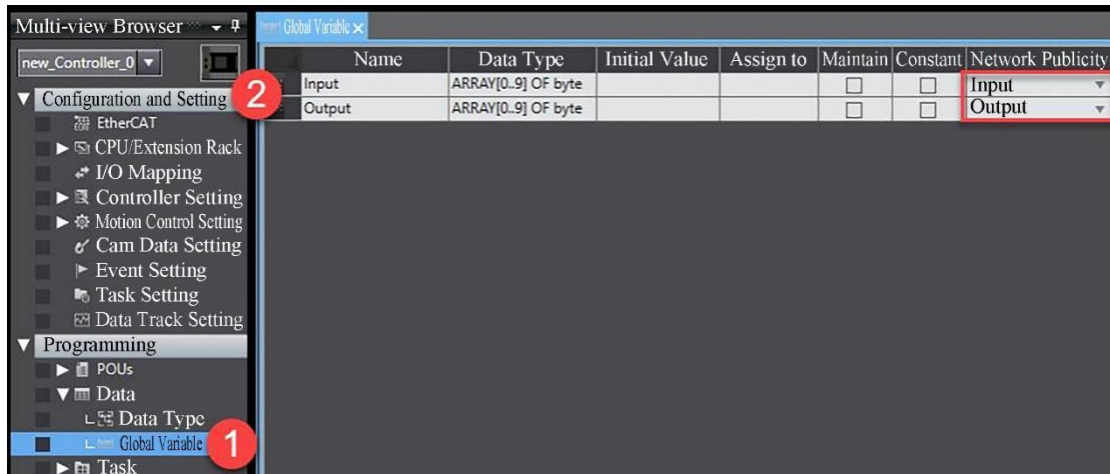 Multi-view Browser
new_Controller_0
Configuration and Setting
EtherCAT
CPU/Extension Rack
I/O Mapping
Controller Setting
Motion Control Setting
Cam Data Setting
Event Setting
Task Setting
Data Track Setting
Programming
POUs
Data
Data Type
Global Variable
1
Task
Global Variable
Name Data Type Initial Value Assign to Maintain Constant Network Publicity
2
Input ARRAY[0..9] OF byte Input
Output ARRAY[0..9] OF byte Output